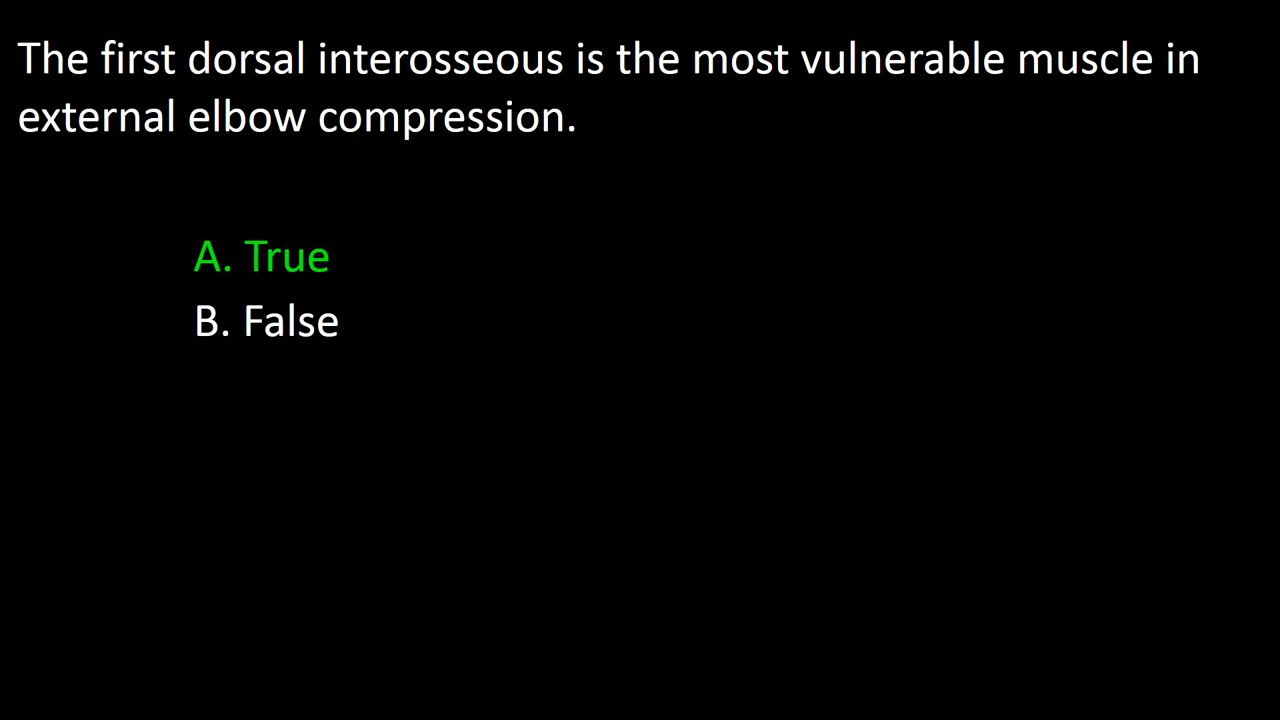 The first dorsal interosseous is the most vulnerable muscle in
external elbow compression.
A. True
B. False